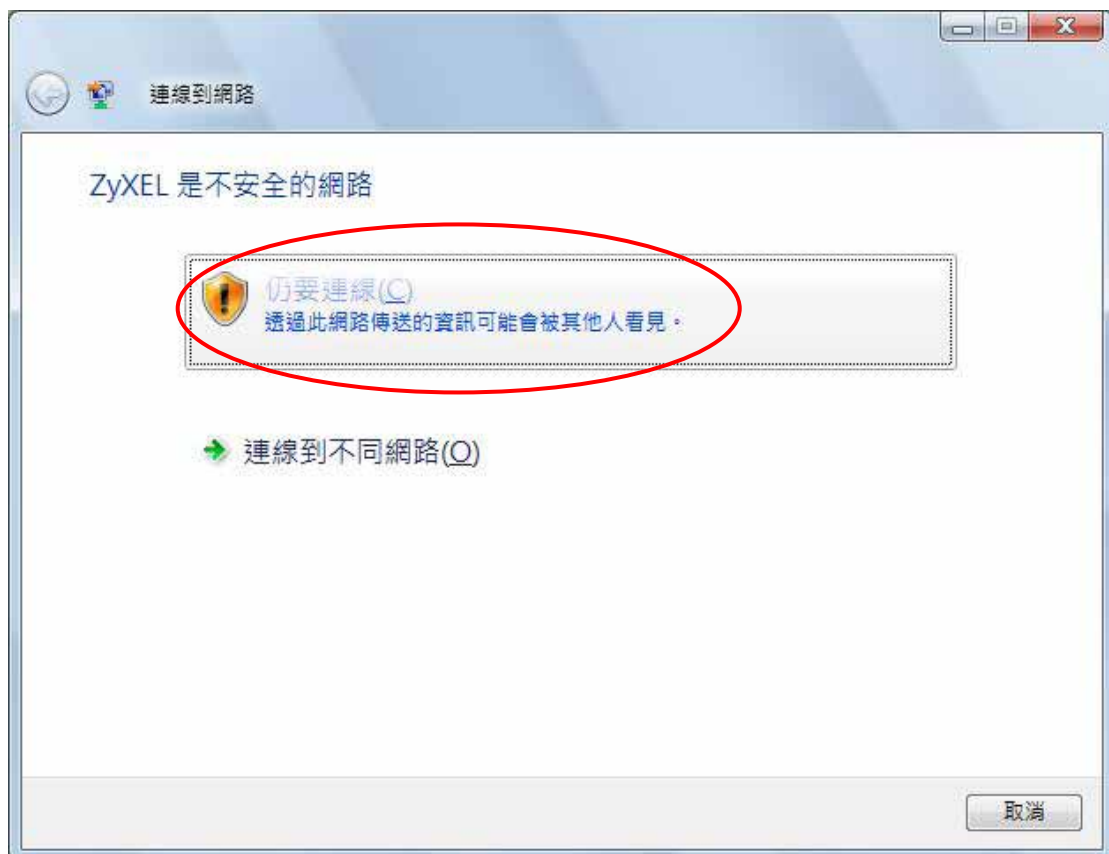 連線到網路
ZyXEL 是不安全的網路
仍要連線(C)
透過此網路傳送的資訊可能會被其他人看見。
連線到不同網路(O)
取消